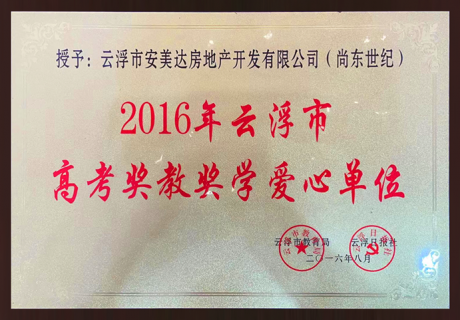 授予：云浮市安美达房地产开发有限公司（尚东世纪）
2016年云浮市
高考奖教奖学爱心单位
云浮市教育局 云浮日报社
二〇一六年八月